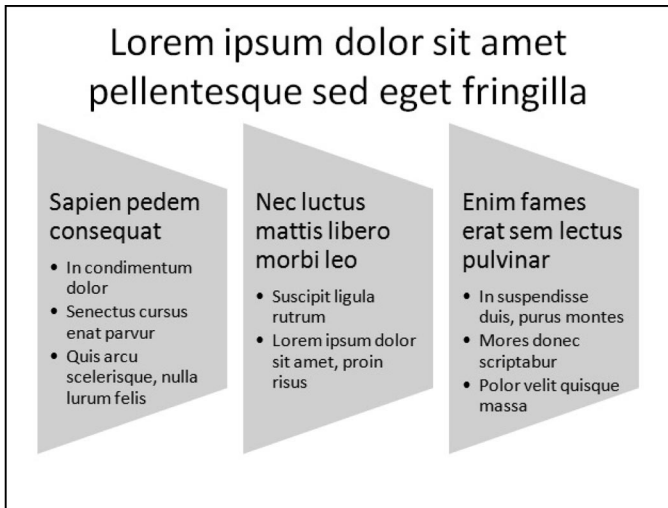 Lorem ipsum dolor sit amet
pellentesque sed eget fringilla
Sapien pedem
consequat
• In condimentum
dolor
• Senectus cursus
enat parvur
• Quis arcu
scelerisque, nulla
lurum felis
Nec luctus
mattis libero
morbi leo
• Suscipit ligula
rutrum
• Lorem ipsum dolor
sit amet, proin
risus
Enim fames
erat sem lectus
pulvinar
• In suspendisse
duis, purus montes
• Mores donec
scriptabur
• Polor velit quisque
massa